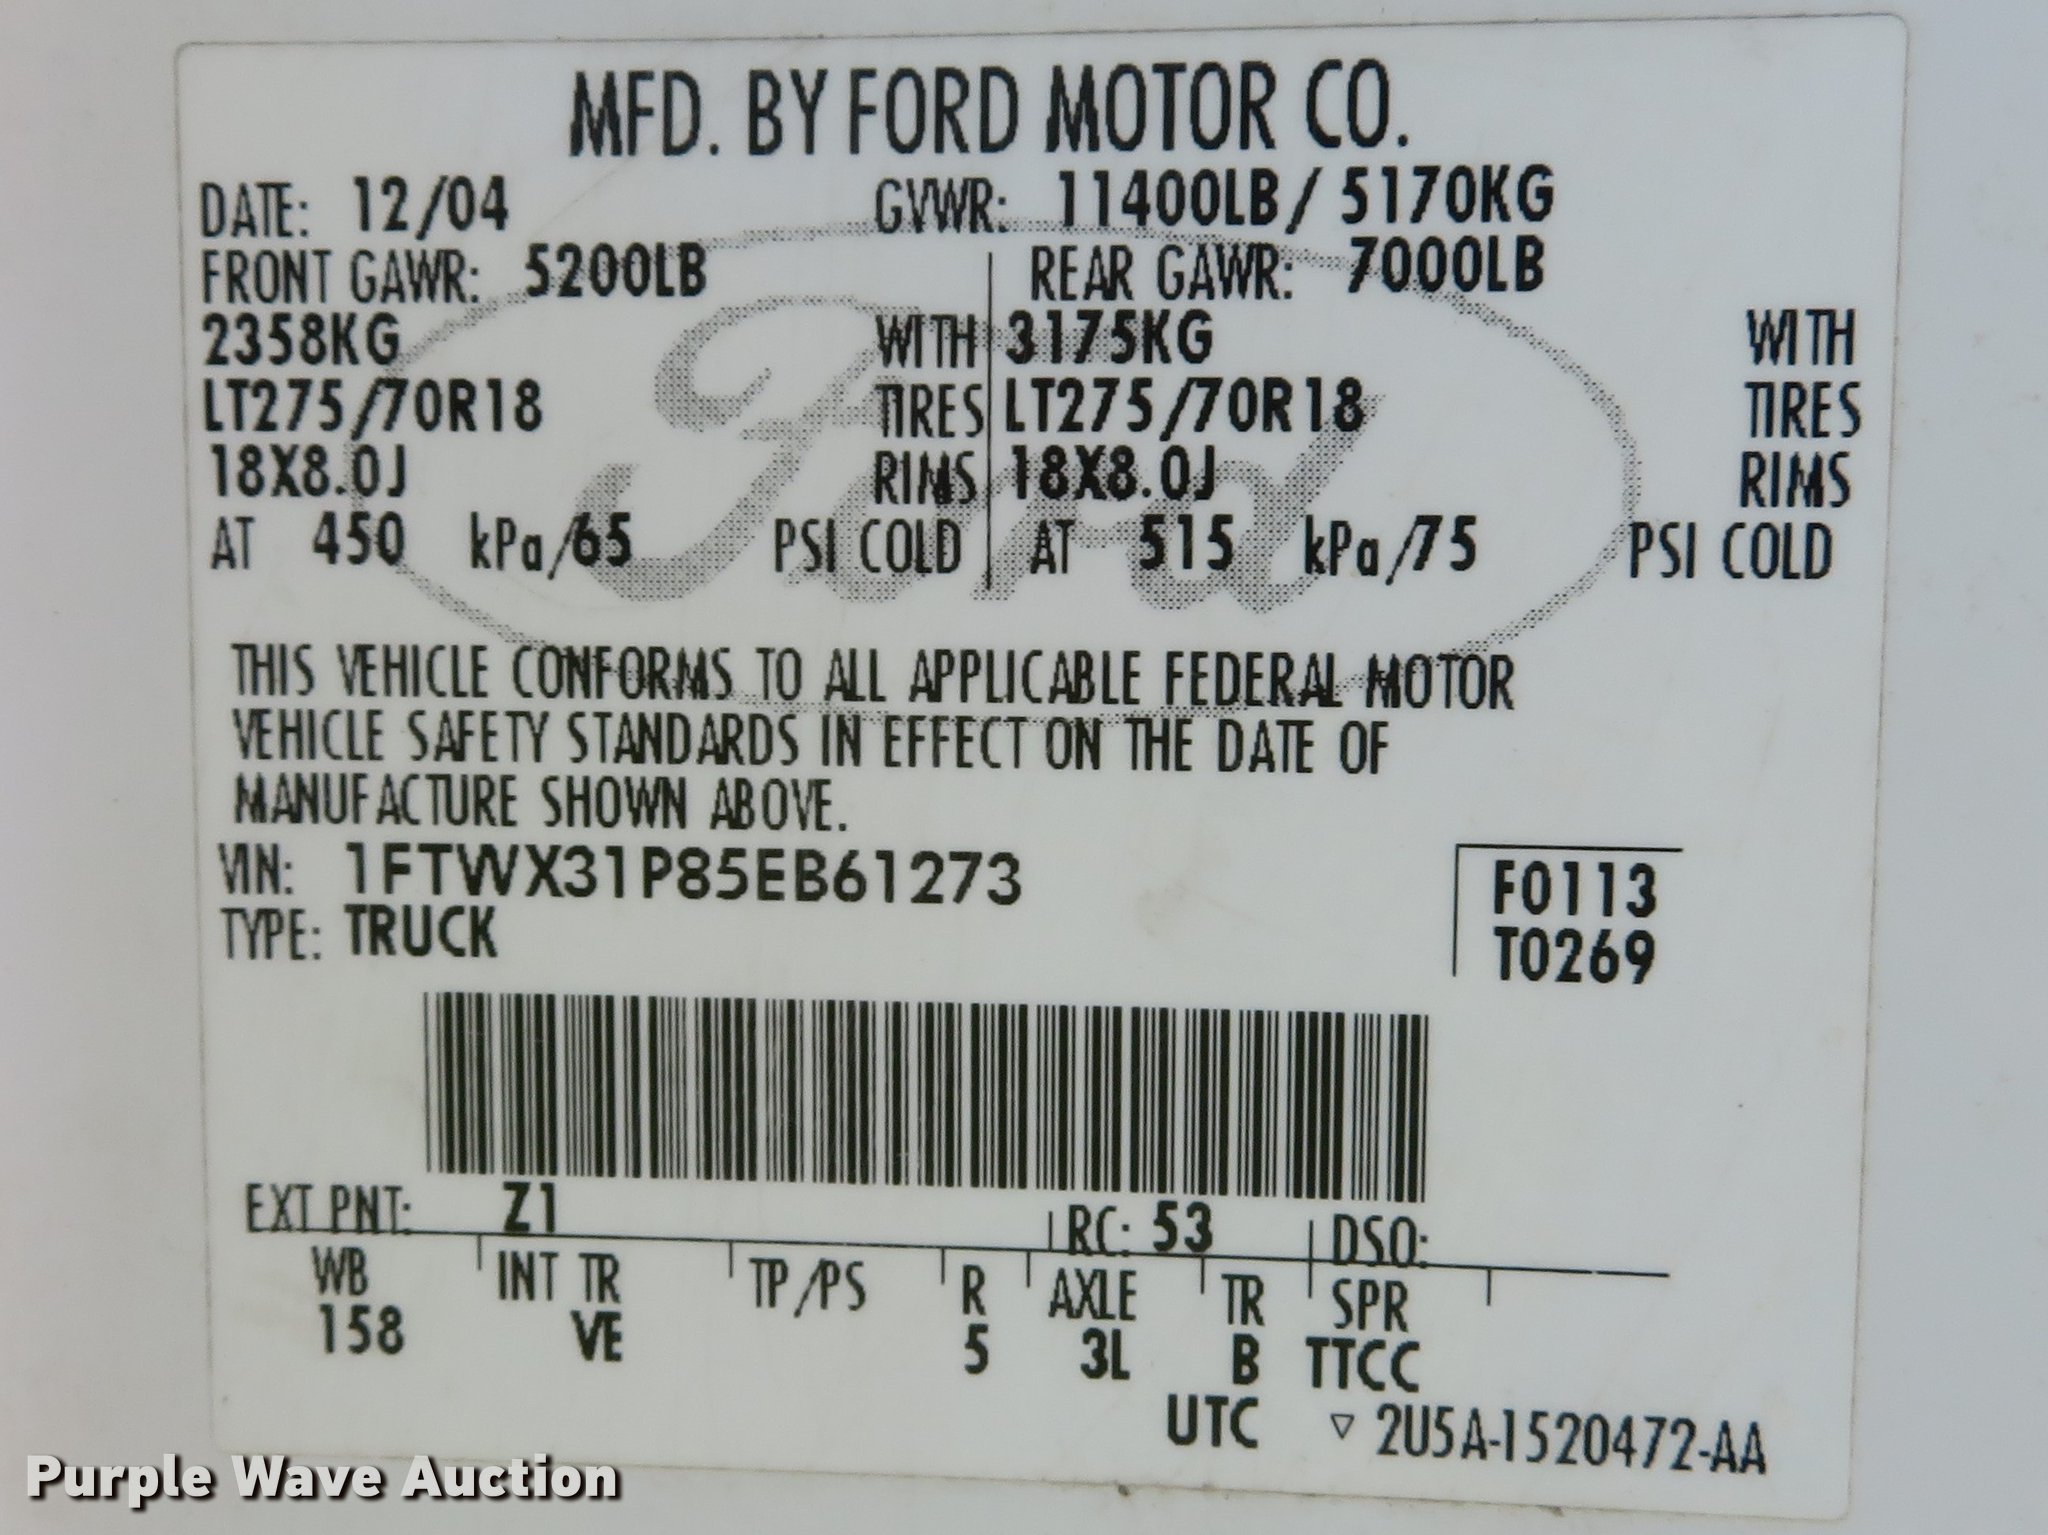 MFD. BY FORD MOTOR CO.
DATE: 12/04 GVWR: 11400LB/ 5170KG
FRONT GAWR: 5200LB REAR GAWR: 7000LB
2358KG WITH 3175KG WITH
LT275/70R18 TIRES LT275/70R18 TIRES
18X8.0J RIMS 18X8.0J RIMS
AT 450 kPa/65 PSI COLD AT 515 kPa/75 PSI COLD
Ford
THIS VEHICLE CONFORMS TO ALL APPLICABLE FEDERAL MOTOR
VEHICLE SAFETY STANDARDS IN EFFECT ON THE DATE OF
MANUFACTURE SHOWN ABOVE.
VIN: 1FTWX31P85EB61273 F0113
TYPE: TRUCK T0269
EXT PNT: Z1 RC: 53 DSO:
WB INT TR TP/PS R AXLE TR SPR
158 VE 5 3L B TTCC
UTC ▽ 2U5A-1520472-AA
Purple Wave Auction